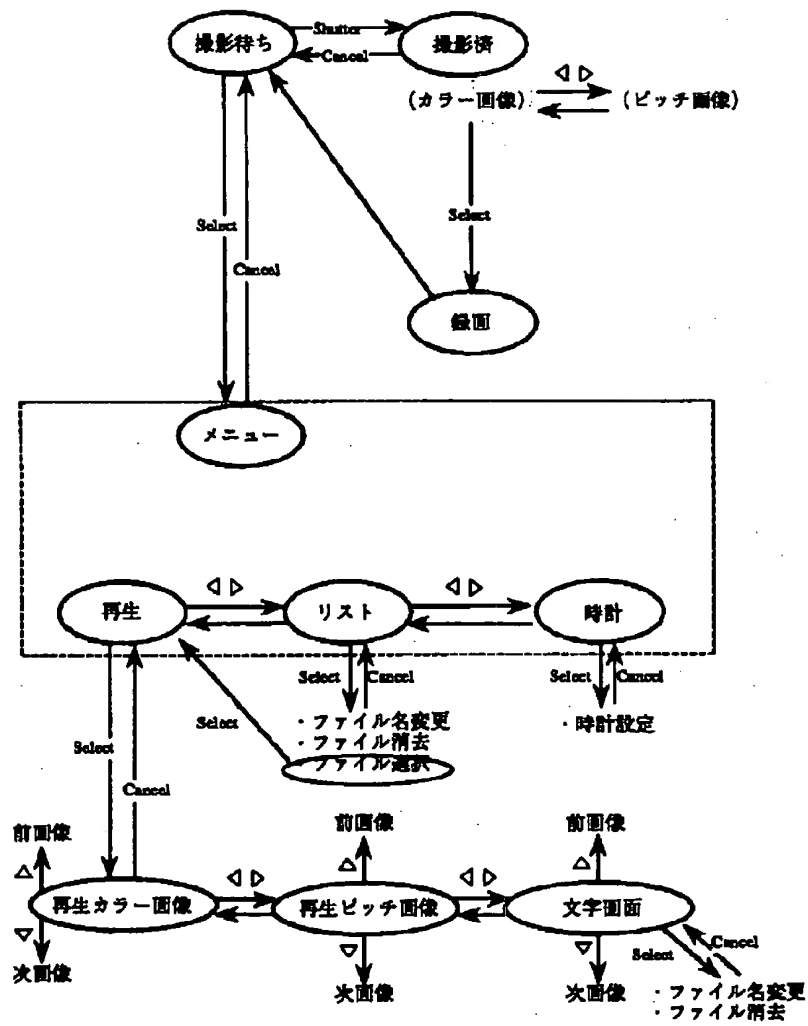 撮影待ち
Shutter
Cancel
撮影済
◁ ▷
(カラー画像)
(ピッチ画像)
Select
Cancel
Select
録画
メニュー
再生
◁ ▷
リスト
◁ ▷
時計
Select
Cancel
Select
Cancel
Select
・ファイル名変更
・ファイル消去
・ファイル選択
・時計設定
Select
Cancel
前画像
△
前画像
△
前画像
△
再生カラー画像
◁ ▷
再生ピッチ画像
◁ ▷
文字画面
▽
次画像
▽
次画像
▽
次画像
Select
Cancel
・ファイル名変更
・ファイル消去